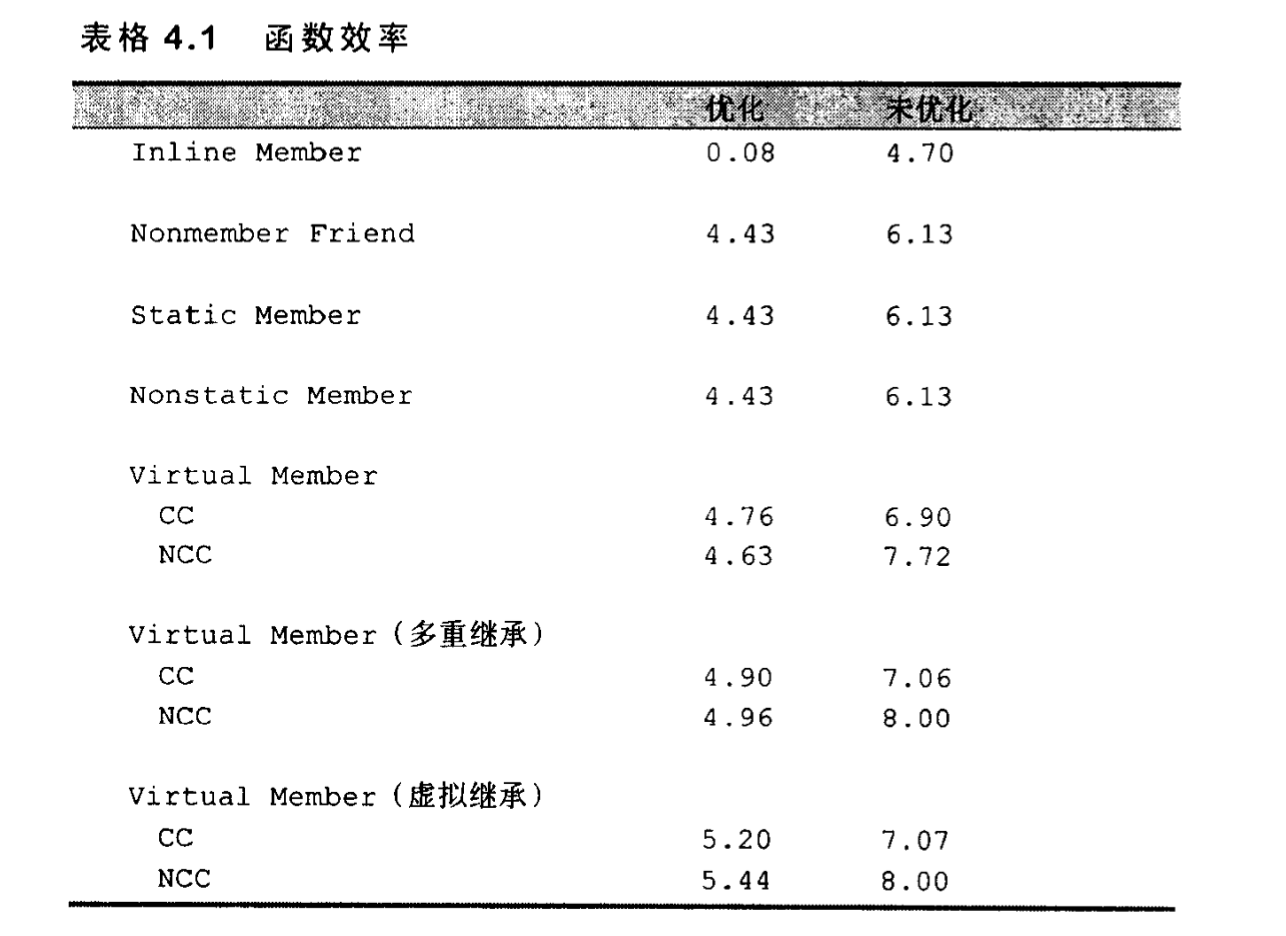 表格 4.1 函数效率
优化 未优化
Inline Member 0.08 4.70
Nonmember Friend 4.43 6.13
Static Member 4.43 6.13
Nonstatic Member 4.43 6.13
Virtual Member
CC 4.76 6.90
NCC 4.63 7.72
Virtual Member (多重继承)
CC 4.90 7.06
NCC 4.96 8.00
Virtual Member (虚拟继承)
CC 5.20 7.07
NCC 5.44 8.00